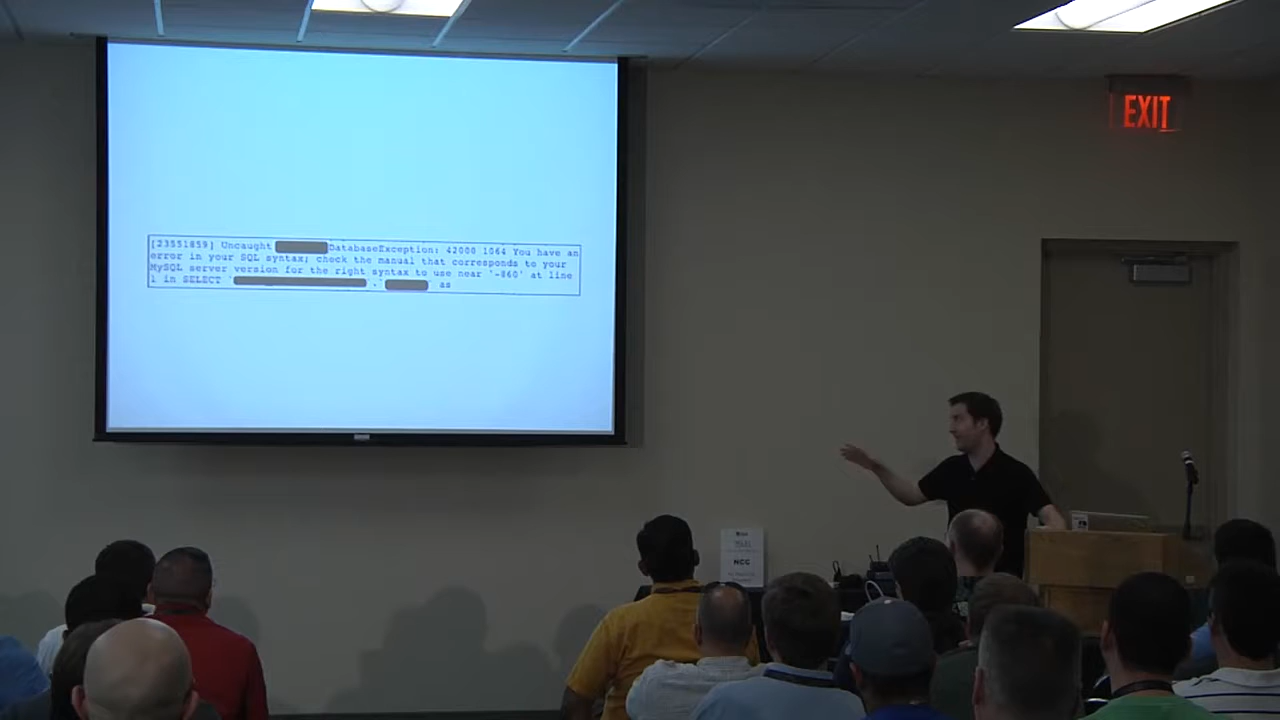 [23551859] Uncaught DatabaseException: 42000 1064 You have an
error in your SQL syntax; check the manual that corresponds to your
MySQL server version for the right syntax to use near '-860' at line
1 in SELECT ` . as
EXIT
NCC